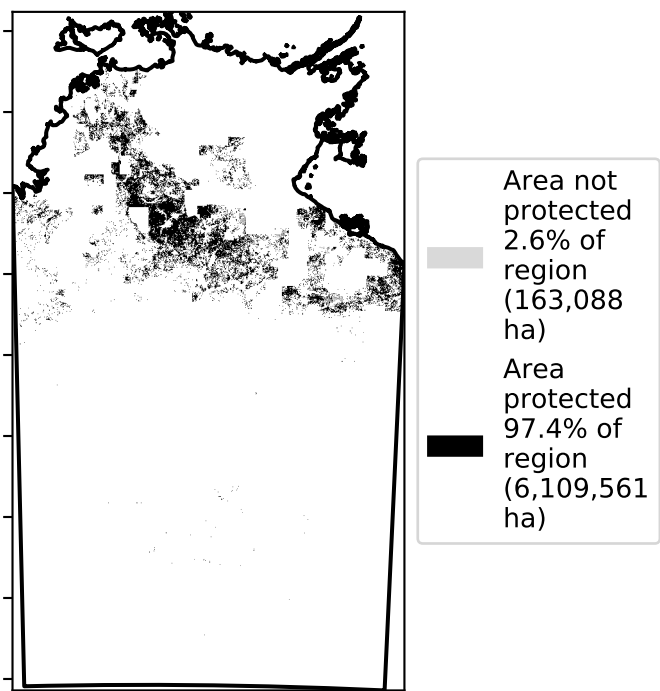 Area not
protected
2.6% of
region
(163,088
ha)
Area
protected
97.4% of
region
(6,109,561
ha)